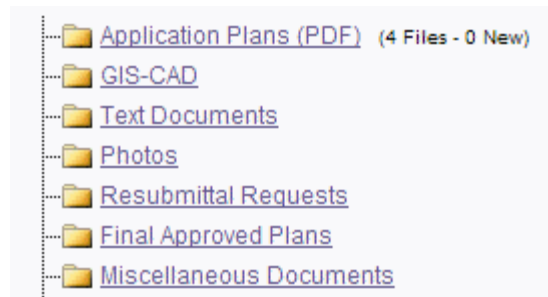 Application Plans (PDF) (4 Files - 0 New)
GIS-CAD
Text Documents
Photos
Resubmittal Requests
Final Approved Plans
Miscellaneous Documents